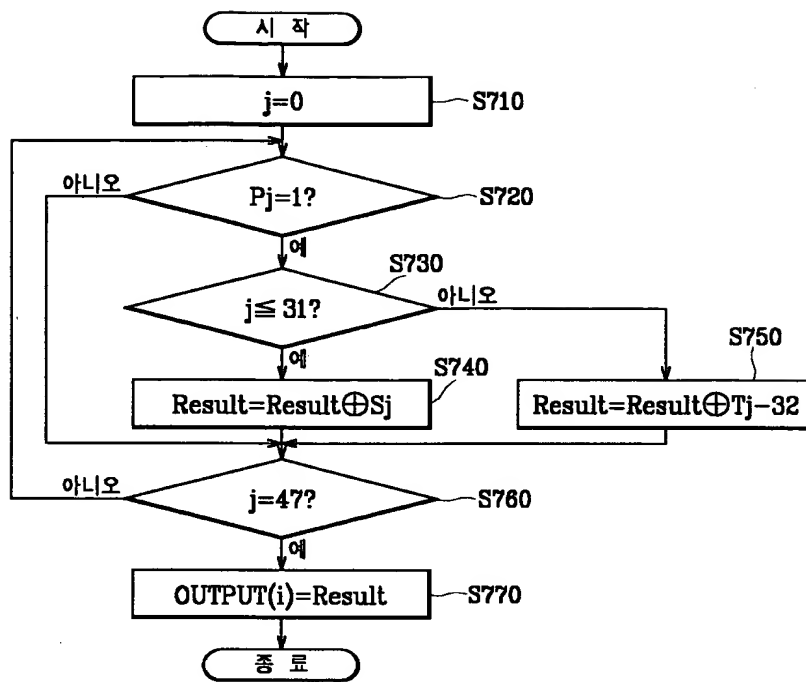 시 작
j=0
S710
아니오
Pj=1?
S720
예
S730
j≦31?
아니오
예
S740
S750
Result=Result⊕Sj
Result=Result⊕Tj-32
아니오
j=47?
S760
예
OUTPUT(i)=Result
S770
종 료